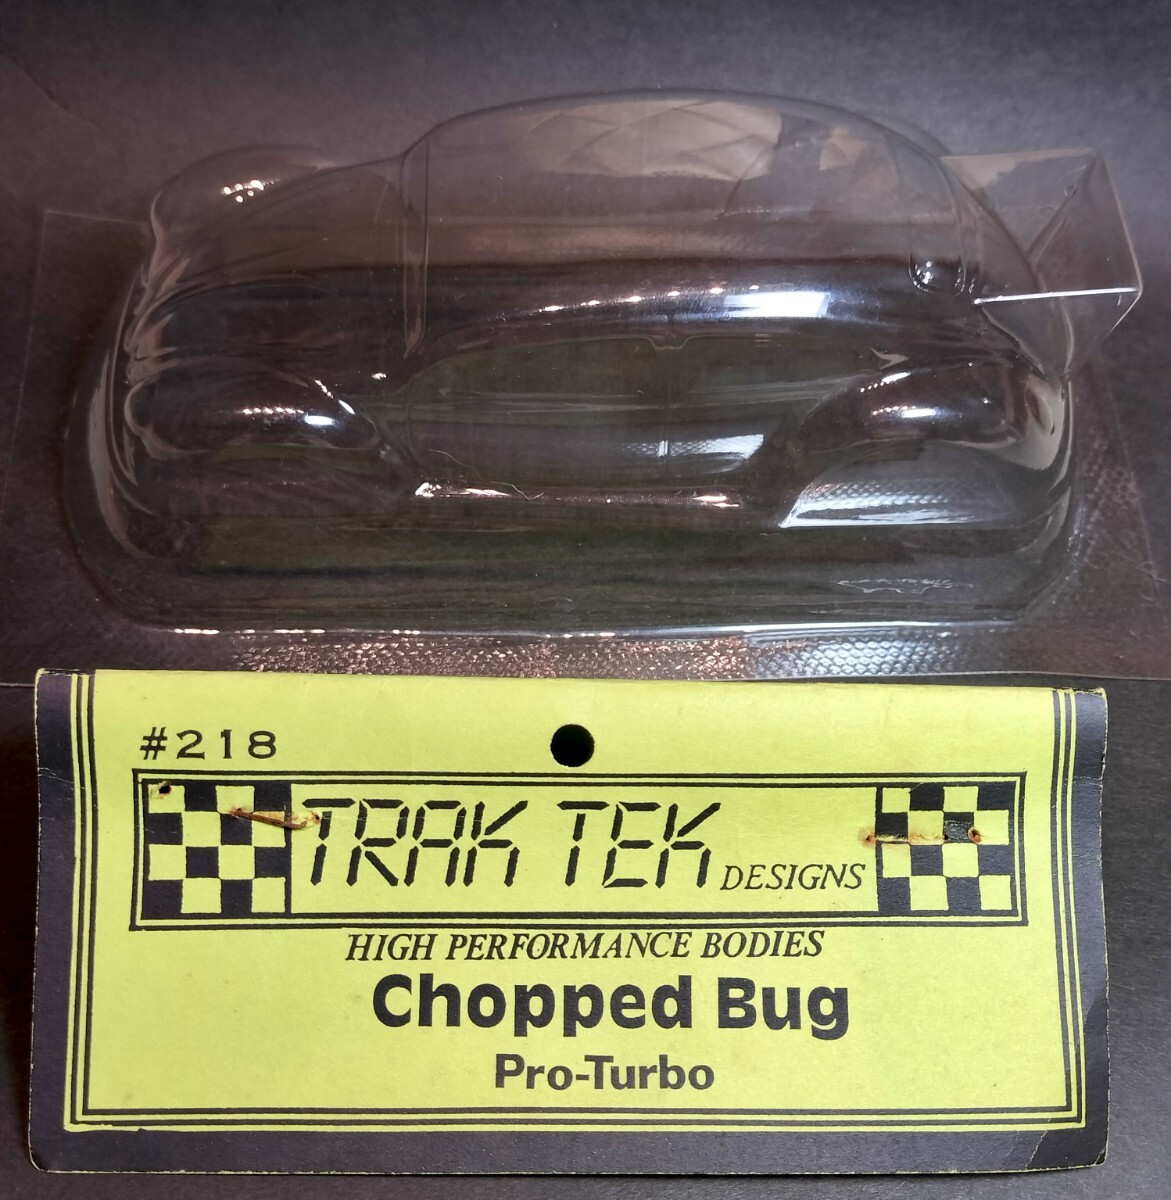 #218
TRAK TEK DESIGNS
HIGH PERFORMANCE BODIES
Chopped Bug
Pro-Turbo